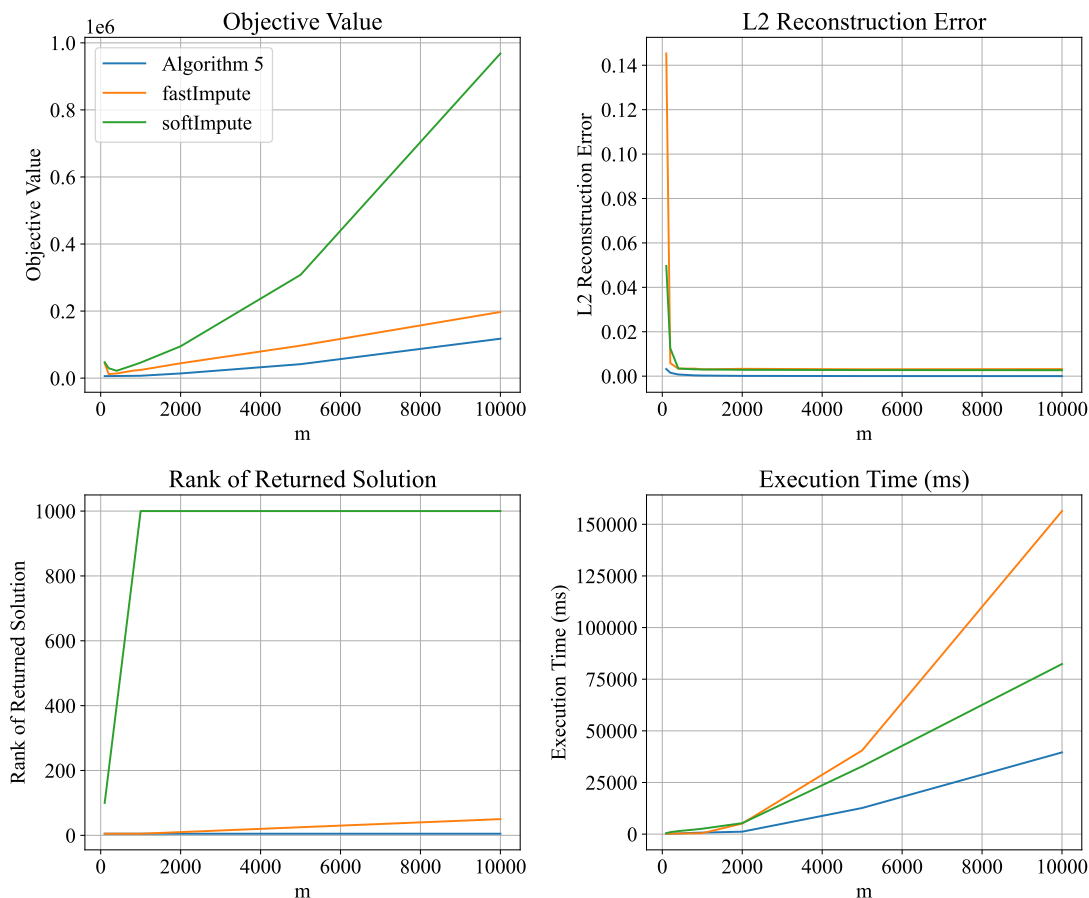 Objective Value
1e6
1.0
0.8
0.6
0.4
0.2
0.0
Objective Value
Algorithm 5
fastImpute
softImpute
0 2000 4000 6000 8000 10000
m
L2 Reconstruction Error
0.14
0.12
0.10
0.08
0.06
0.04
0.02
0.00
L2 Reconstruction Error
0 2000 4000 6000 8000 10000
m
Rank of Returned Solution
1000
800
600
400
200
0
Rank of Returned Solution
0 2000 4000 6000 8000 10000
m
Execution Time (ms)
150000
125000
100000
75000
50000
25000
0
Execution Time (ms)
0 2000 4000 6000 8000 10000
m